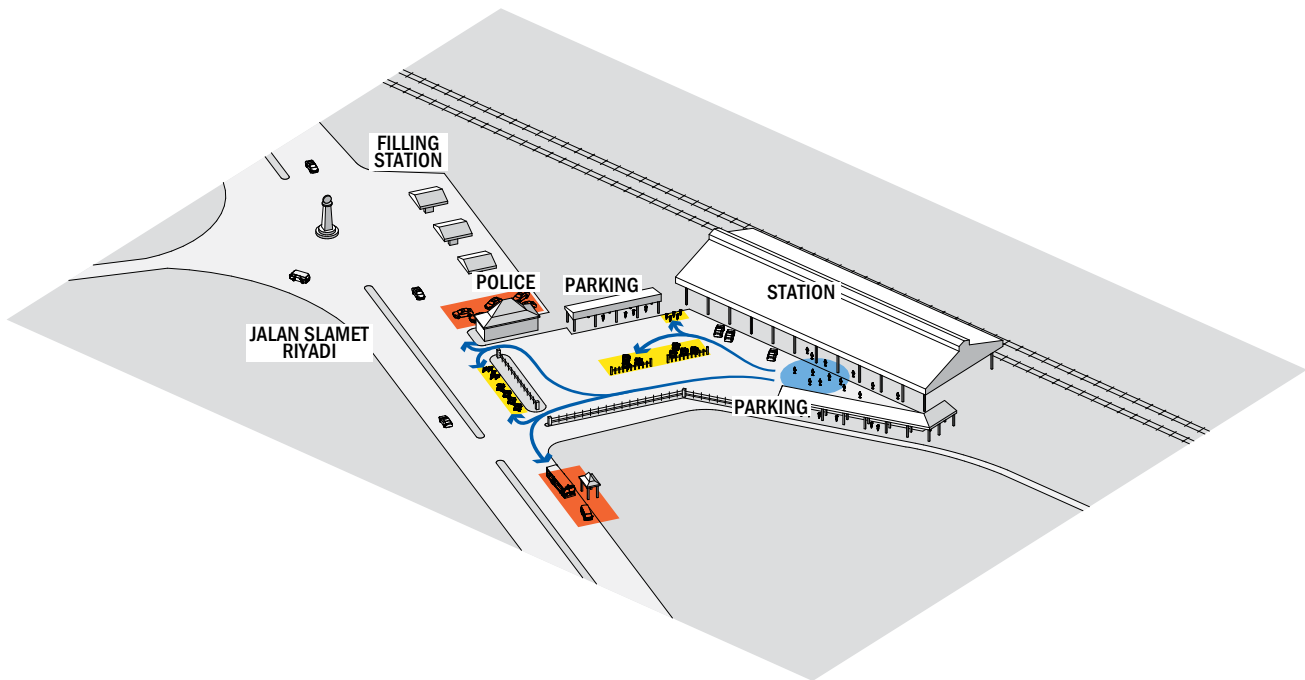 FILLING
STATION
POLICE
PARKING
STATION
JALAN SLAMET
RIYADI
PARKING